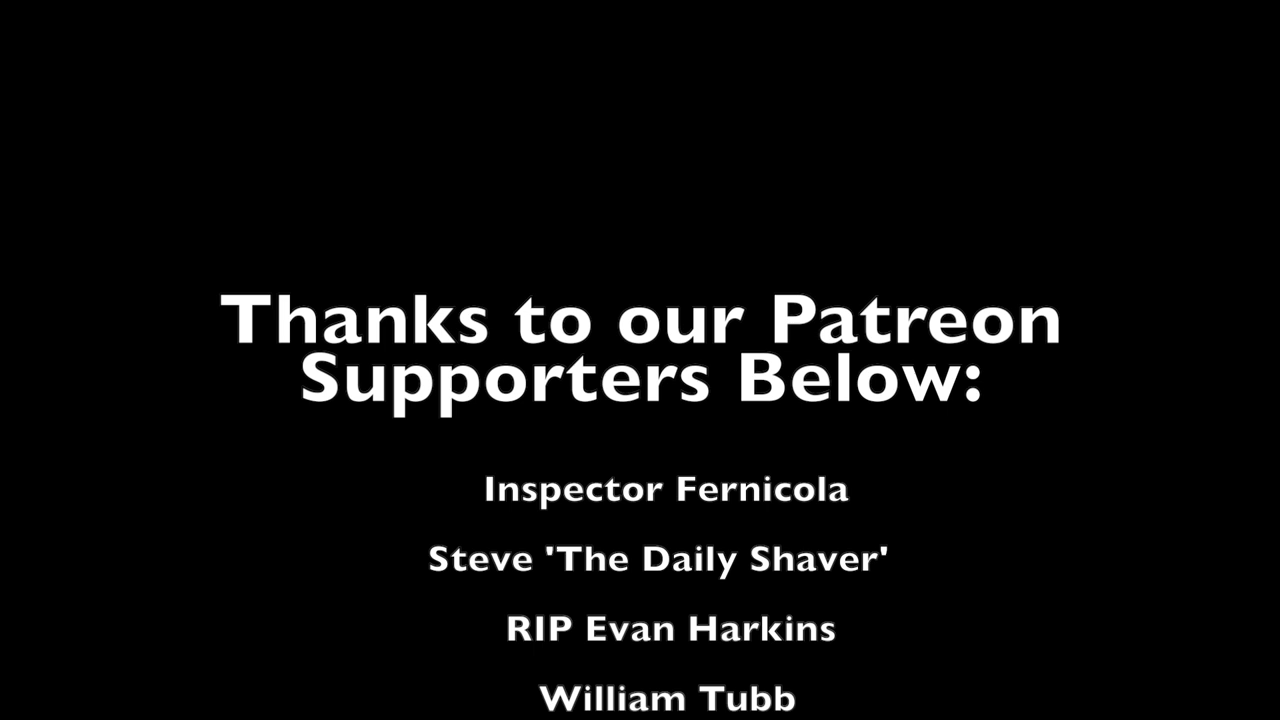 Thanks to our Patreon
Supporters Below:
Inspector Fernicola
Steve 'The Daily Shaver'
RIP Evan Harkins
William Tubb